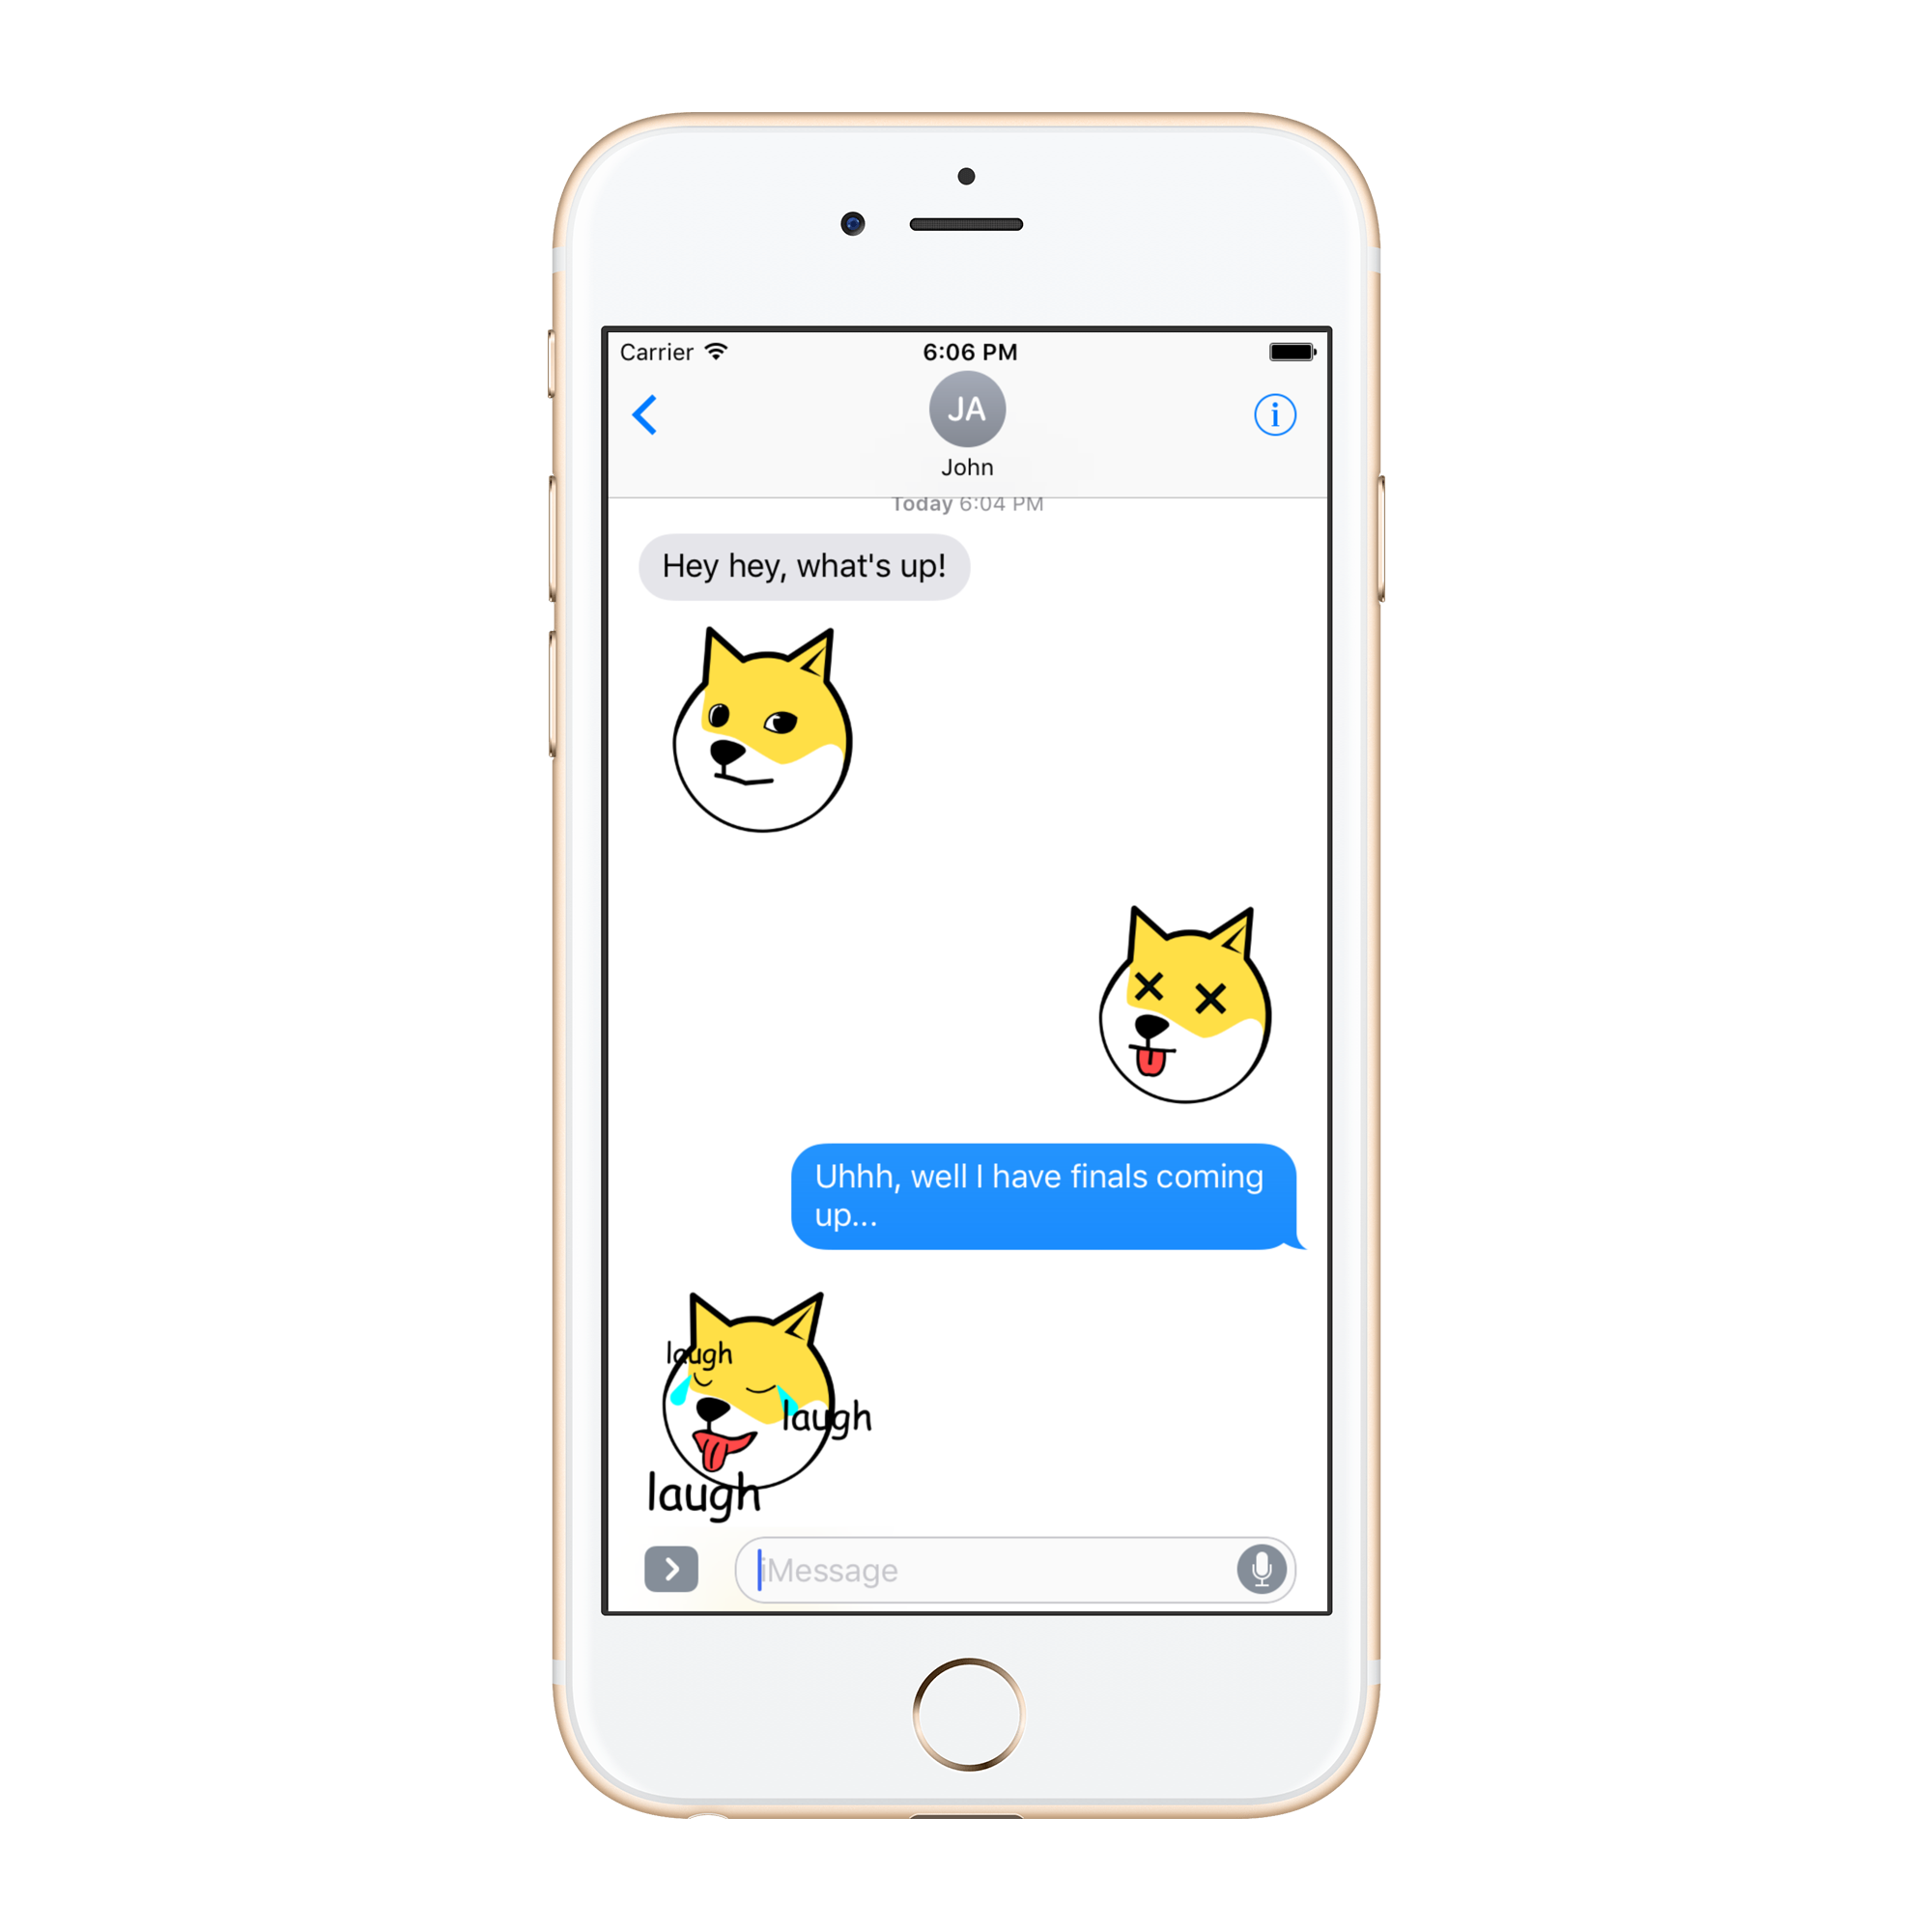 Carrier 6:06 PM
JA
John
Today 6:04 PM
Hey hey, what's up!
Uhhh, well I have finals coming
up...
laugh
laugh
laugh
iMessage